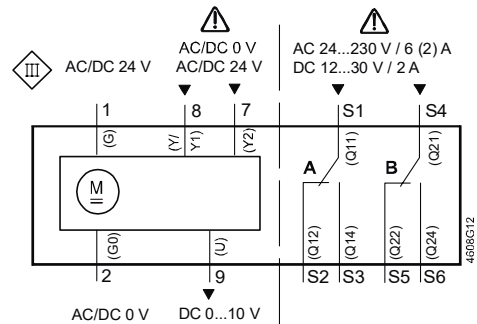 AC/DC 0 V
AC/DC 24 V
AC 24...230 V / 6 (2) A
DC 12...30 V / 2 A
III
AC/DC 24 V
1
8
7
S1
S4
(G)
(Y/
Y1)
(Y2)
(Q11)
(Q21)
A
B
M
(G0)
(U)
(Q12)
(Q14)
(Q22)
(Q24)
4608G12
2
9
S2
S3
S5
S6
AC/DC 0 V
DC 0...10 V